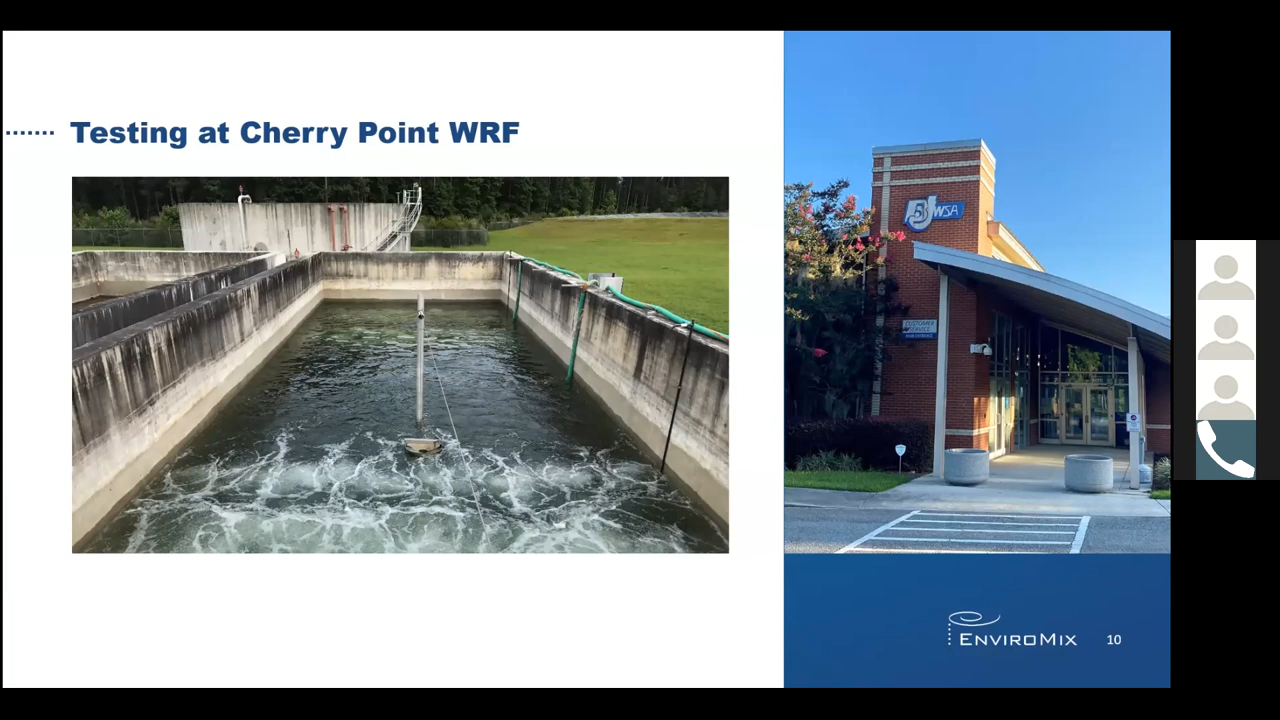 Testing at Cherry Point WRF
BJWSA
CUSTOMER
SERVICE
ENVIROMIX
10